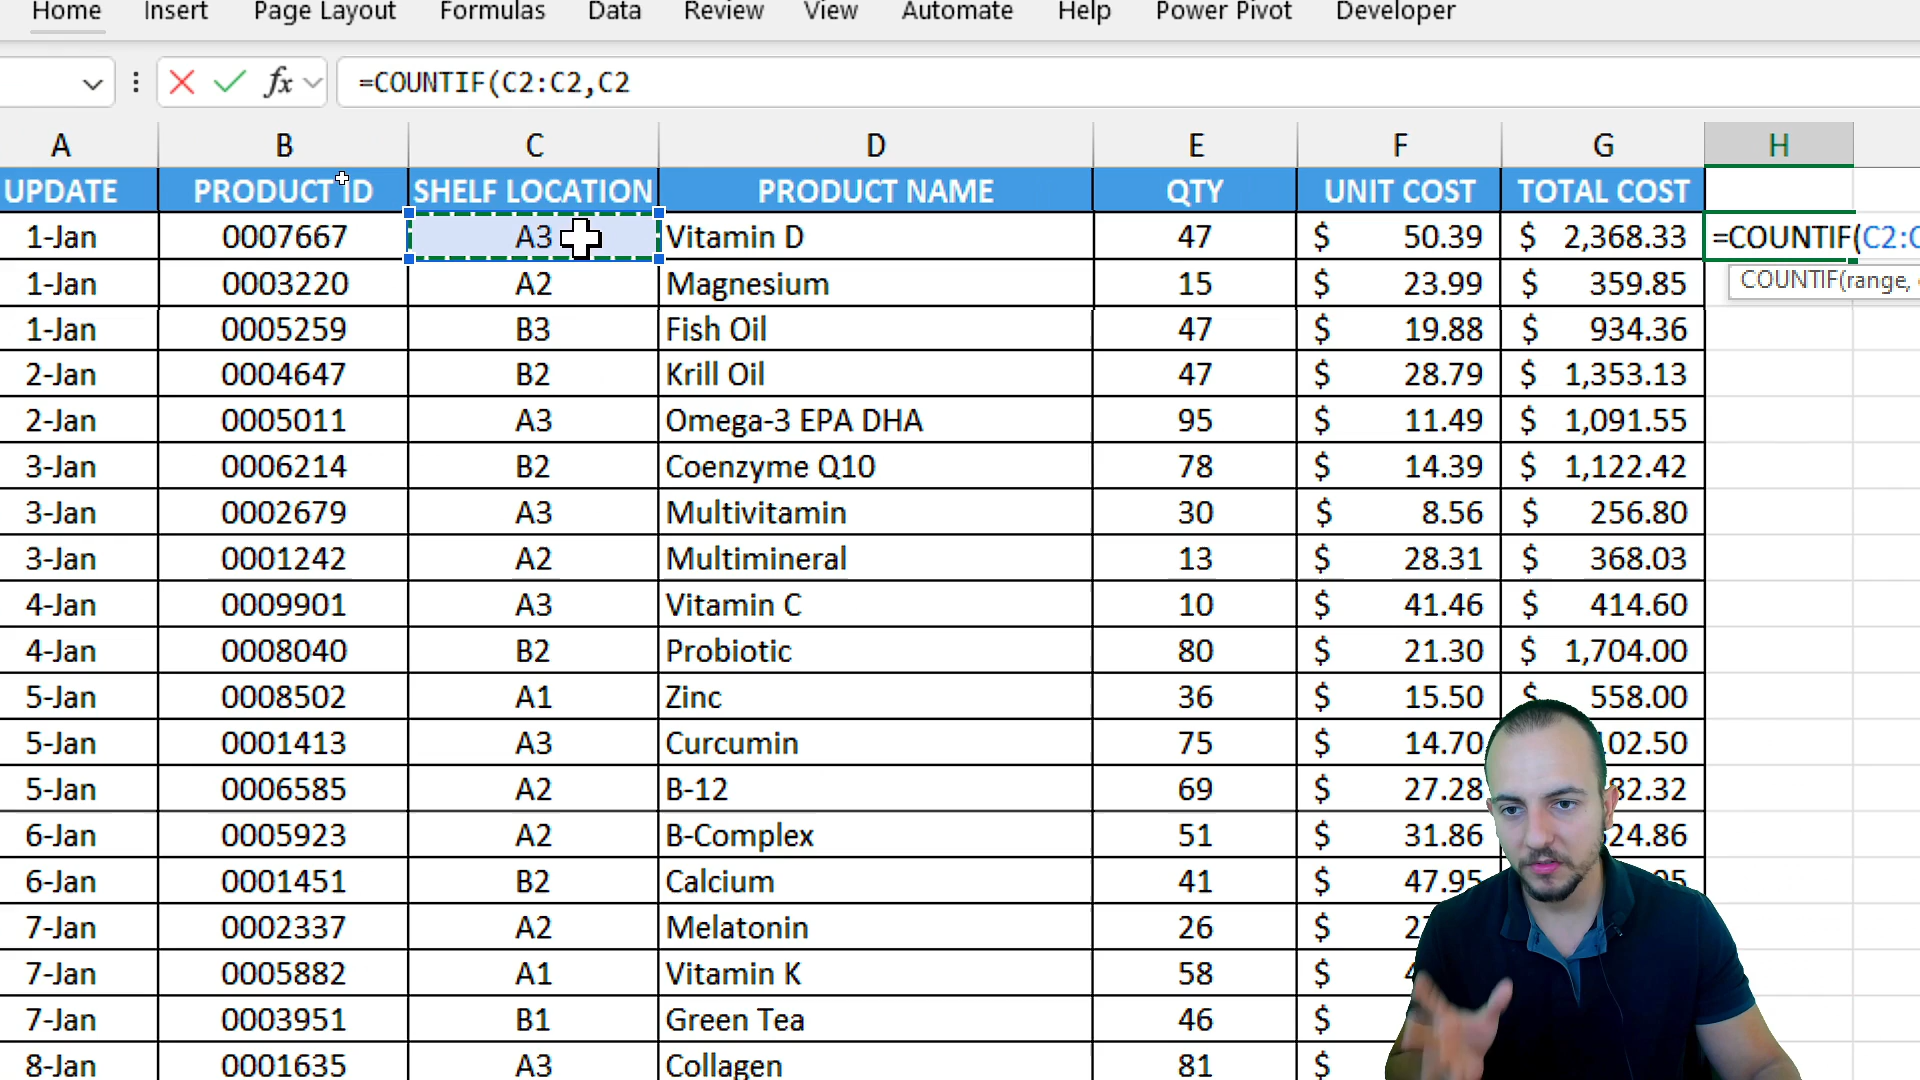 Home Insert Page Layout Formulas Data Review View Automate Help Power Pivot Developer
fx =COUNTIF(C2:C2,C2
A B C D E F G H
UPDATE PRODUCT ID SHELF LOCATION PRODUCT NAME QTY UNIT COST TOTAL COST
1-Jan 0007667 A3 Vitamin D 47 $ 50.39 $ 2,368.33 =COUNTIF(C2:C
COUNTIF(range,
1-Jan 0003220 A2 Magnesium 15 $ 23.99 $ 359.85
1-Jan 0005259 B3 Fish Oil 47 $ 19.88 $ 934.36
2-Jan 0004647 B2 Krill Oil 47 $ 28.79 $ 1,353.13
2-Jan 0005011 A3 Omega-3 EPA DHA 95 $ 11.49 $ 1,091.55
3-Jan 0006214 B2 Coenzyme Q10 78 $ 14.39 $ 1,122.42
3-Jan 0002679 A3 Multivitamin 30 $ 8.56 $ 256.80
3-Jan 0001242 A2 Multimineral 13 $ 28.31 $ 368.03
4-Jan 0009901 A3 Vitamin C 10 $ 41.46 $ 414.60
4-Jan 0008040 B2 Probiotic 80 $ 21.30 $ 1,704.00
5-Jan 0008502 A1 Zinc 36 $ 15.50 $ 558.00
5-Jan 0001413 A3 Curcumin 75 $ 14.70 02.50
5-Jan 0006585 A2 B-12 69 $ 27.28 82.32
6-Jan 0005923 A2 B-Complex 51 $ 31.86 24.86
6-Jan 0001451 B2 Calcium 41 $ 47.95
7-Jan 0002337 A2 Melatonin 26 $
7-Jan 0005882 A1 Vitamin K 58 $
7-Jan 0003951 B1 Green Tea 46 $
8-Jan 0001635 A3 Collagen 81 $